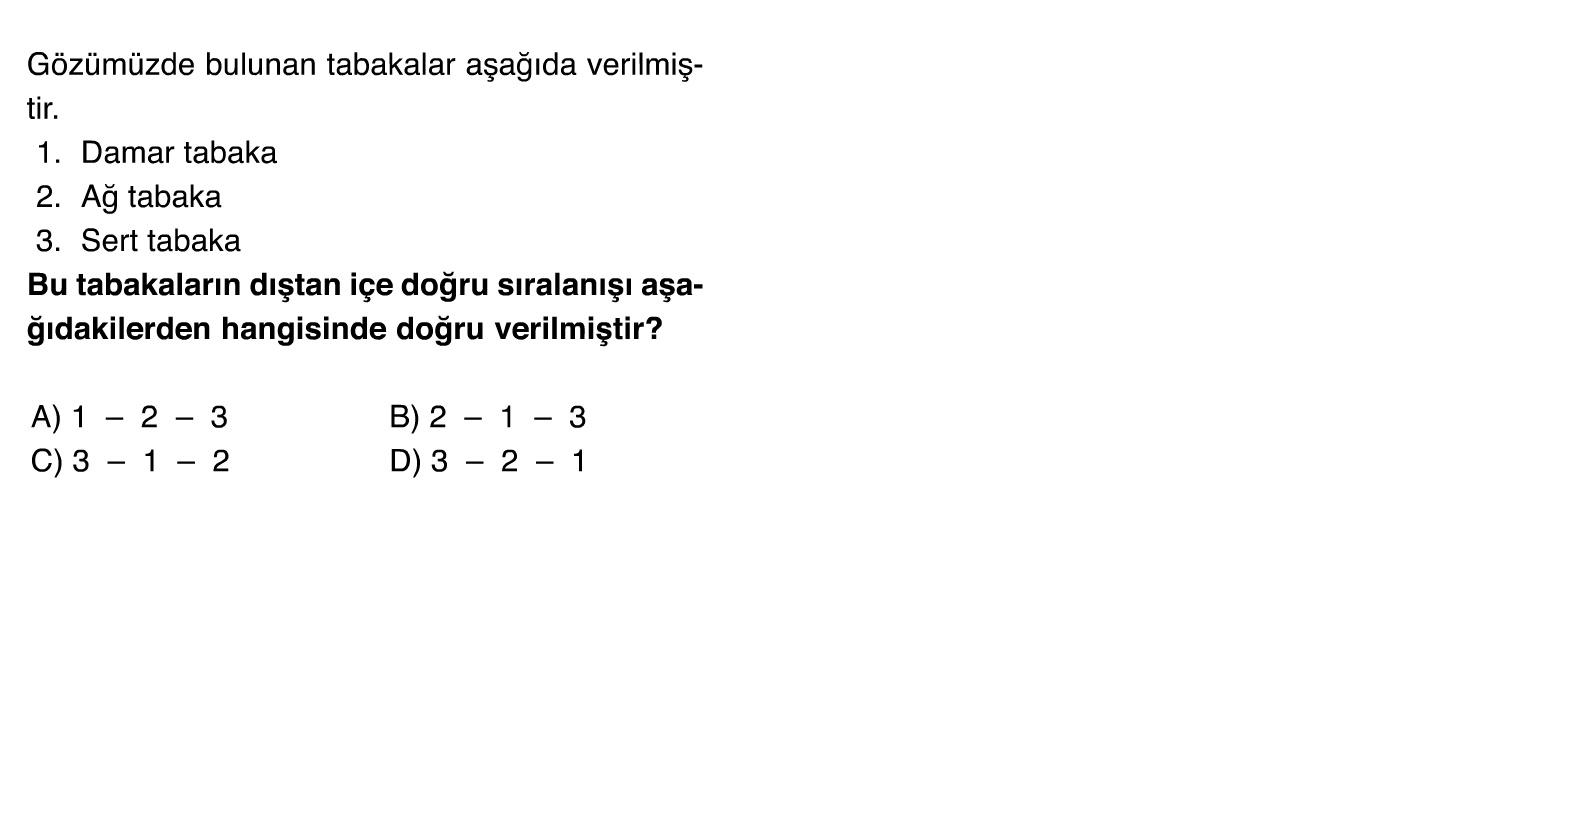 Gözümüzde bulunan tabakalar aşağıda verilmiş-
tir.
1. Damar tabaka
2. Ağ tabaka
3. Sert tabaka
Bu tabakaların dıştan içe doğru sıralanışı aşa-
ğıdakilerden hangisinde doğru verilmiştir?
A) 1 – 2 – 3 B) 2 – 1 – 3
C) 3 – 1 – 2 D) 3 – 2 – 1